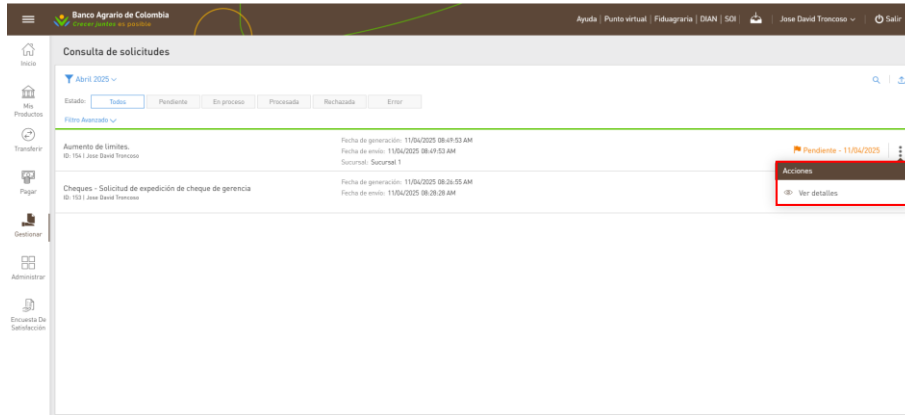 Banco Agrario de Colombia
Crecer juntos es posible
Ayuda | Punto virtual | Fiduagraria | DIAN | SOI | Jose David Troncoso | Salir
Inicio
Mis
Productos
Transferir
Pagar
Gestionar
Administrar
Encuesta De
Satisfacción
Consulta de solicitudes
Abril 2025
Estado: Todos Pendiente En proceso Procesada Rechazada Error
Filtro Avanzado
Aumento de limites.
ID: 154 | Jose David Troncoso
Fecha de generación: 11/04/2025 08:49:53 AM
Fecha de envío: 11/04/2025 08:49:53 AM
Sucursal: Sucursal 1
Pendiente - 11/04/2025
Acciones
Ver detalles
Cheques - Solicitud de expedición de cheque de gerencia
ID: 153 | Jose David Troncoso
Fecha de generación: 11/04/2025 08:26:55 AM
Fecha de envío: 11/04/2025 08:28:28 AM